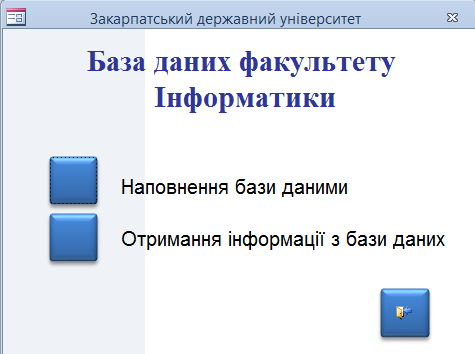 Закарпатський державний університет
База даних факультету
Інформатики
Наповнення бази даними
Отримання інформації з бази даних